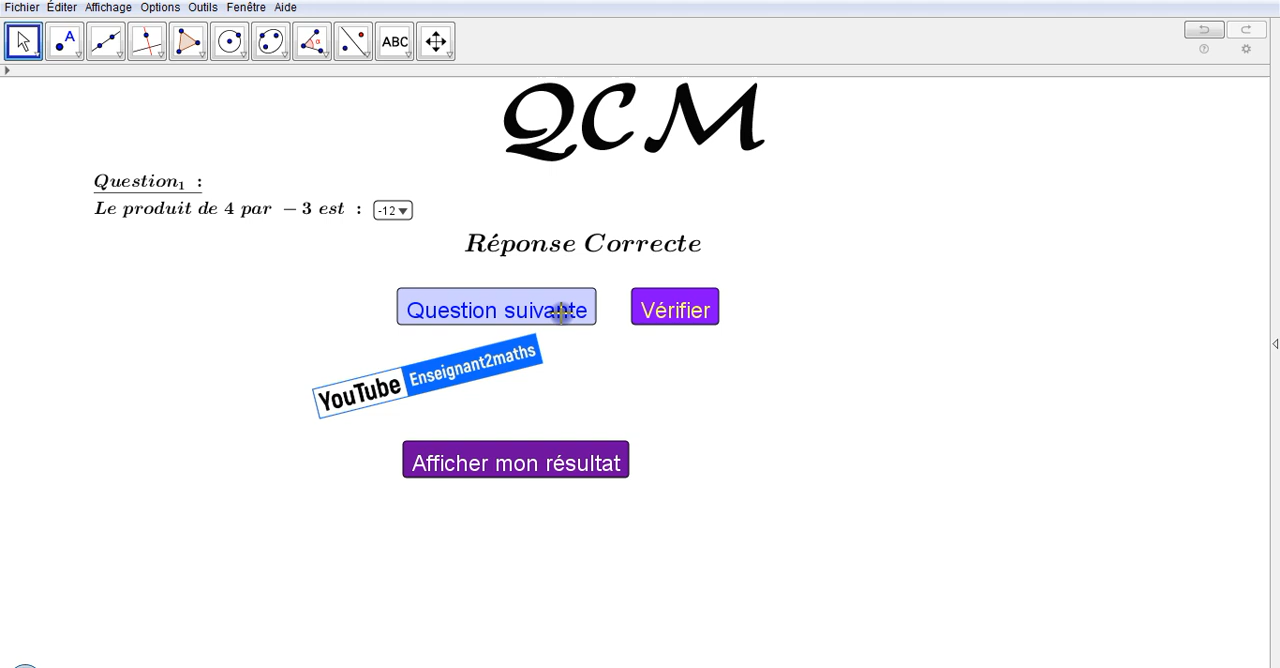 Fichier Éditer Affichage Options Outils Fenêtre Aide
A
α
ABC
QCM
Question1 :
Le produit de 4 par − 3 est : -12
Réponse Correcte
Question suivante Vérifier
YouTube Enseignant2maths
Afficher mon résultat